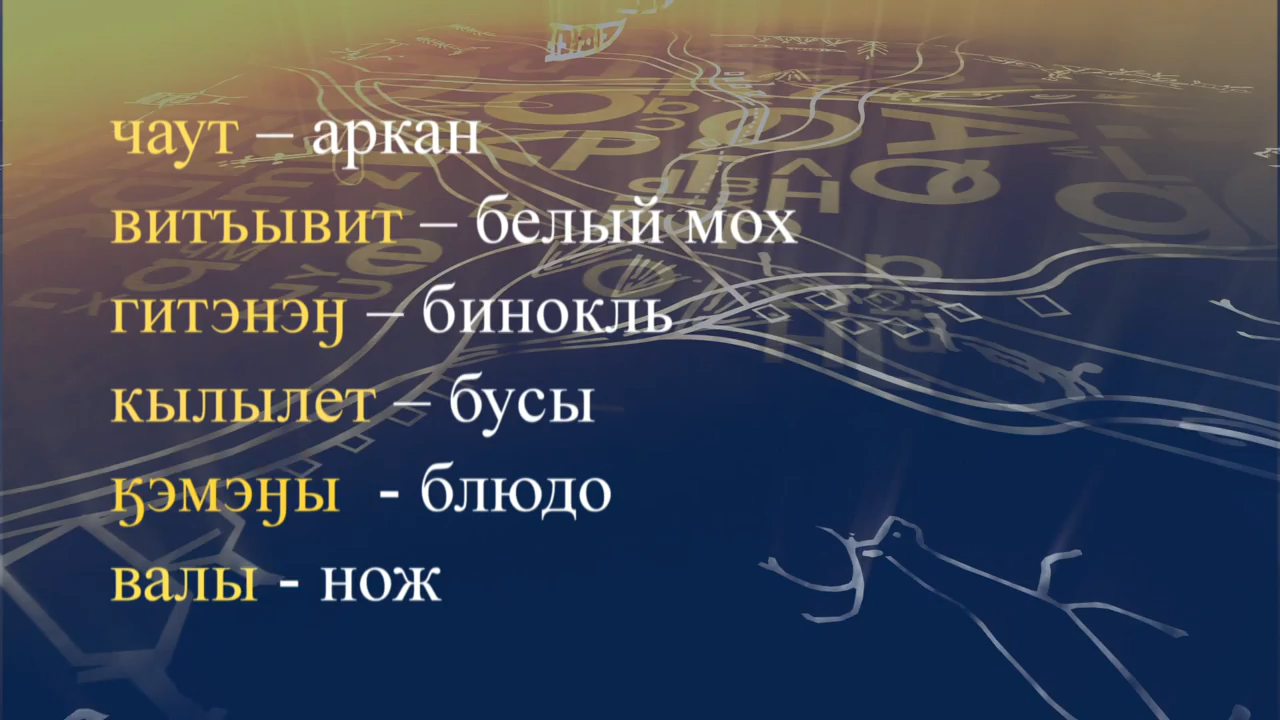 чаут – аркан
витъывит – белый мох
гитэнэӈ – бинокль
кылылет – бусы
ӄэмэӈы - блюдо
валы - нож